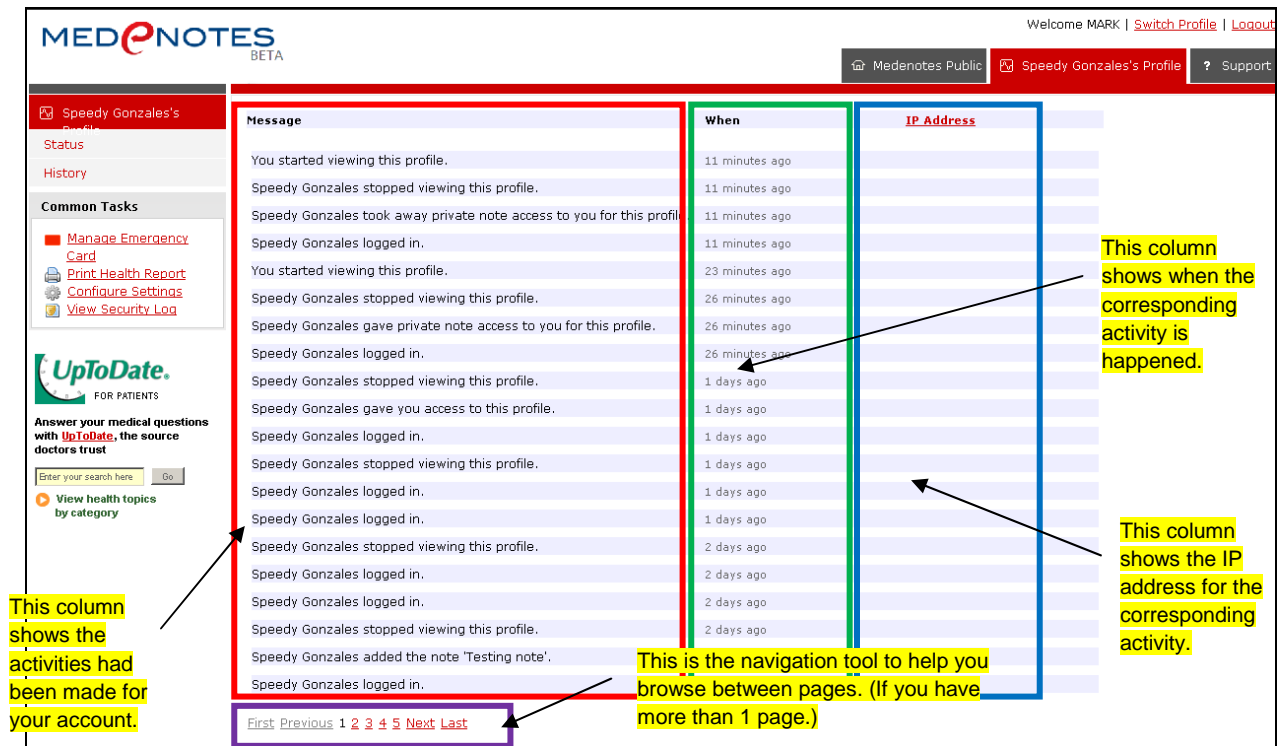 MEDeNOTES
BETA
Welcome MARK | Switch Profile | Logout
Medenotes Public
Speedy Gonzales's Profile
? Support
Speedy Gonzales's
Profile
Status
History
Common Tasks
Manage Emergency
Card
Print Health Report
Configure Settings
View Security Log
UpToDate.
FOR PATIENTS
Answer your medical questions
with UpToDate, the source
doctors trust
Enter your search here Go
View health topics
by category
Message When IP Address
You started viewing this profile. 11 minutes ago
Speedy Gonzales stopped viewing this profile. 11 minutes ago
Speedy Gonzales took away private note access to you for this profile. 11 minutes ago
Speedy Gonzales logged in. 11 minutes ago
You started viewing this profile. 23 minutes ago
Speedy Gonzales stopped viewing this profile. 26 minutes ago
Speedy Gonzales gave private note access to you for this profile. 26 minutes ago
Speedy Gonzales logged in. 26 minutes ago
Speedy Gonzales stopped viewing this profile. 1 days ago
Speedy Gonzales gave you access to this profile. 1 days ago
Speedy Gonzales logged in. 1 days ago
Speedy Gonzales stopped viewing this profile. 1 days ago
Speedy Gonzales logged in. 1 days ago
Speedy Gonzales logged in. 1 days ago
Speedy Gonzales stopped viewing this profile. 2 days ago
Speedy Gonzales logged in. 2 days ago
Speedy Gonzales logged in. 2 days ago
Speedy Gonzales stopped viewing this profile. 2 days ago
Speedy Gonzales added the note 'Testing note'.
Speedy Gonzales logged in.
First Previous 1 2 3 4 5 Next Last
This column
shows when the
corresponding
activity is
happened.
This column
shows the IP
address for the
corresponding
activity.
This column
shows the
activities had
been made for
your account.
This is the navigation tool to help you
browse between pages. (If you have
more than 1 page.)